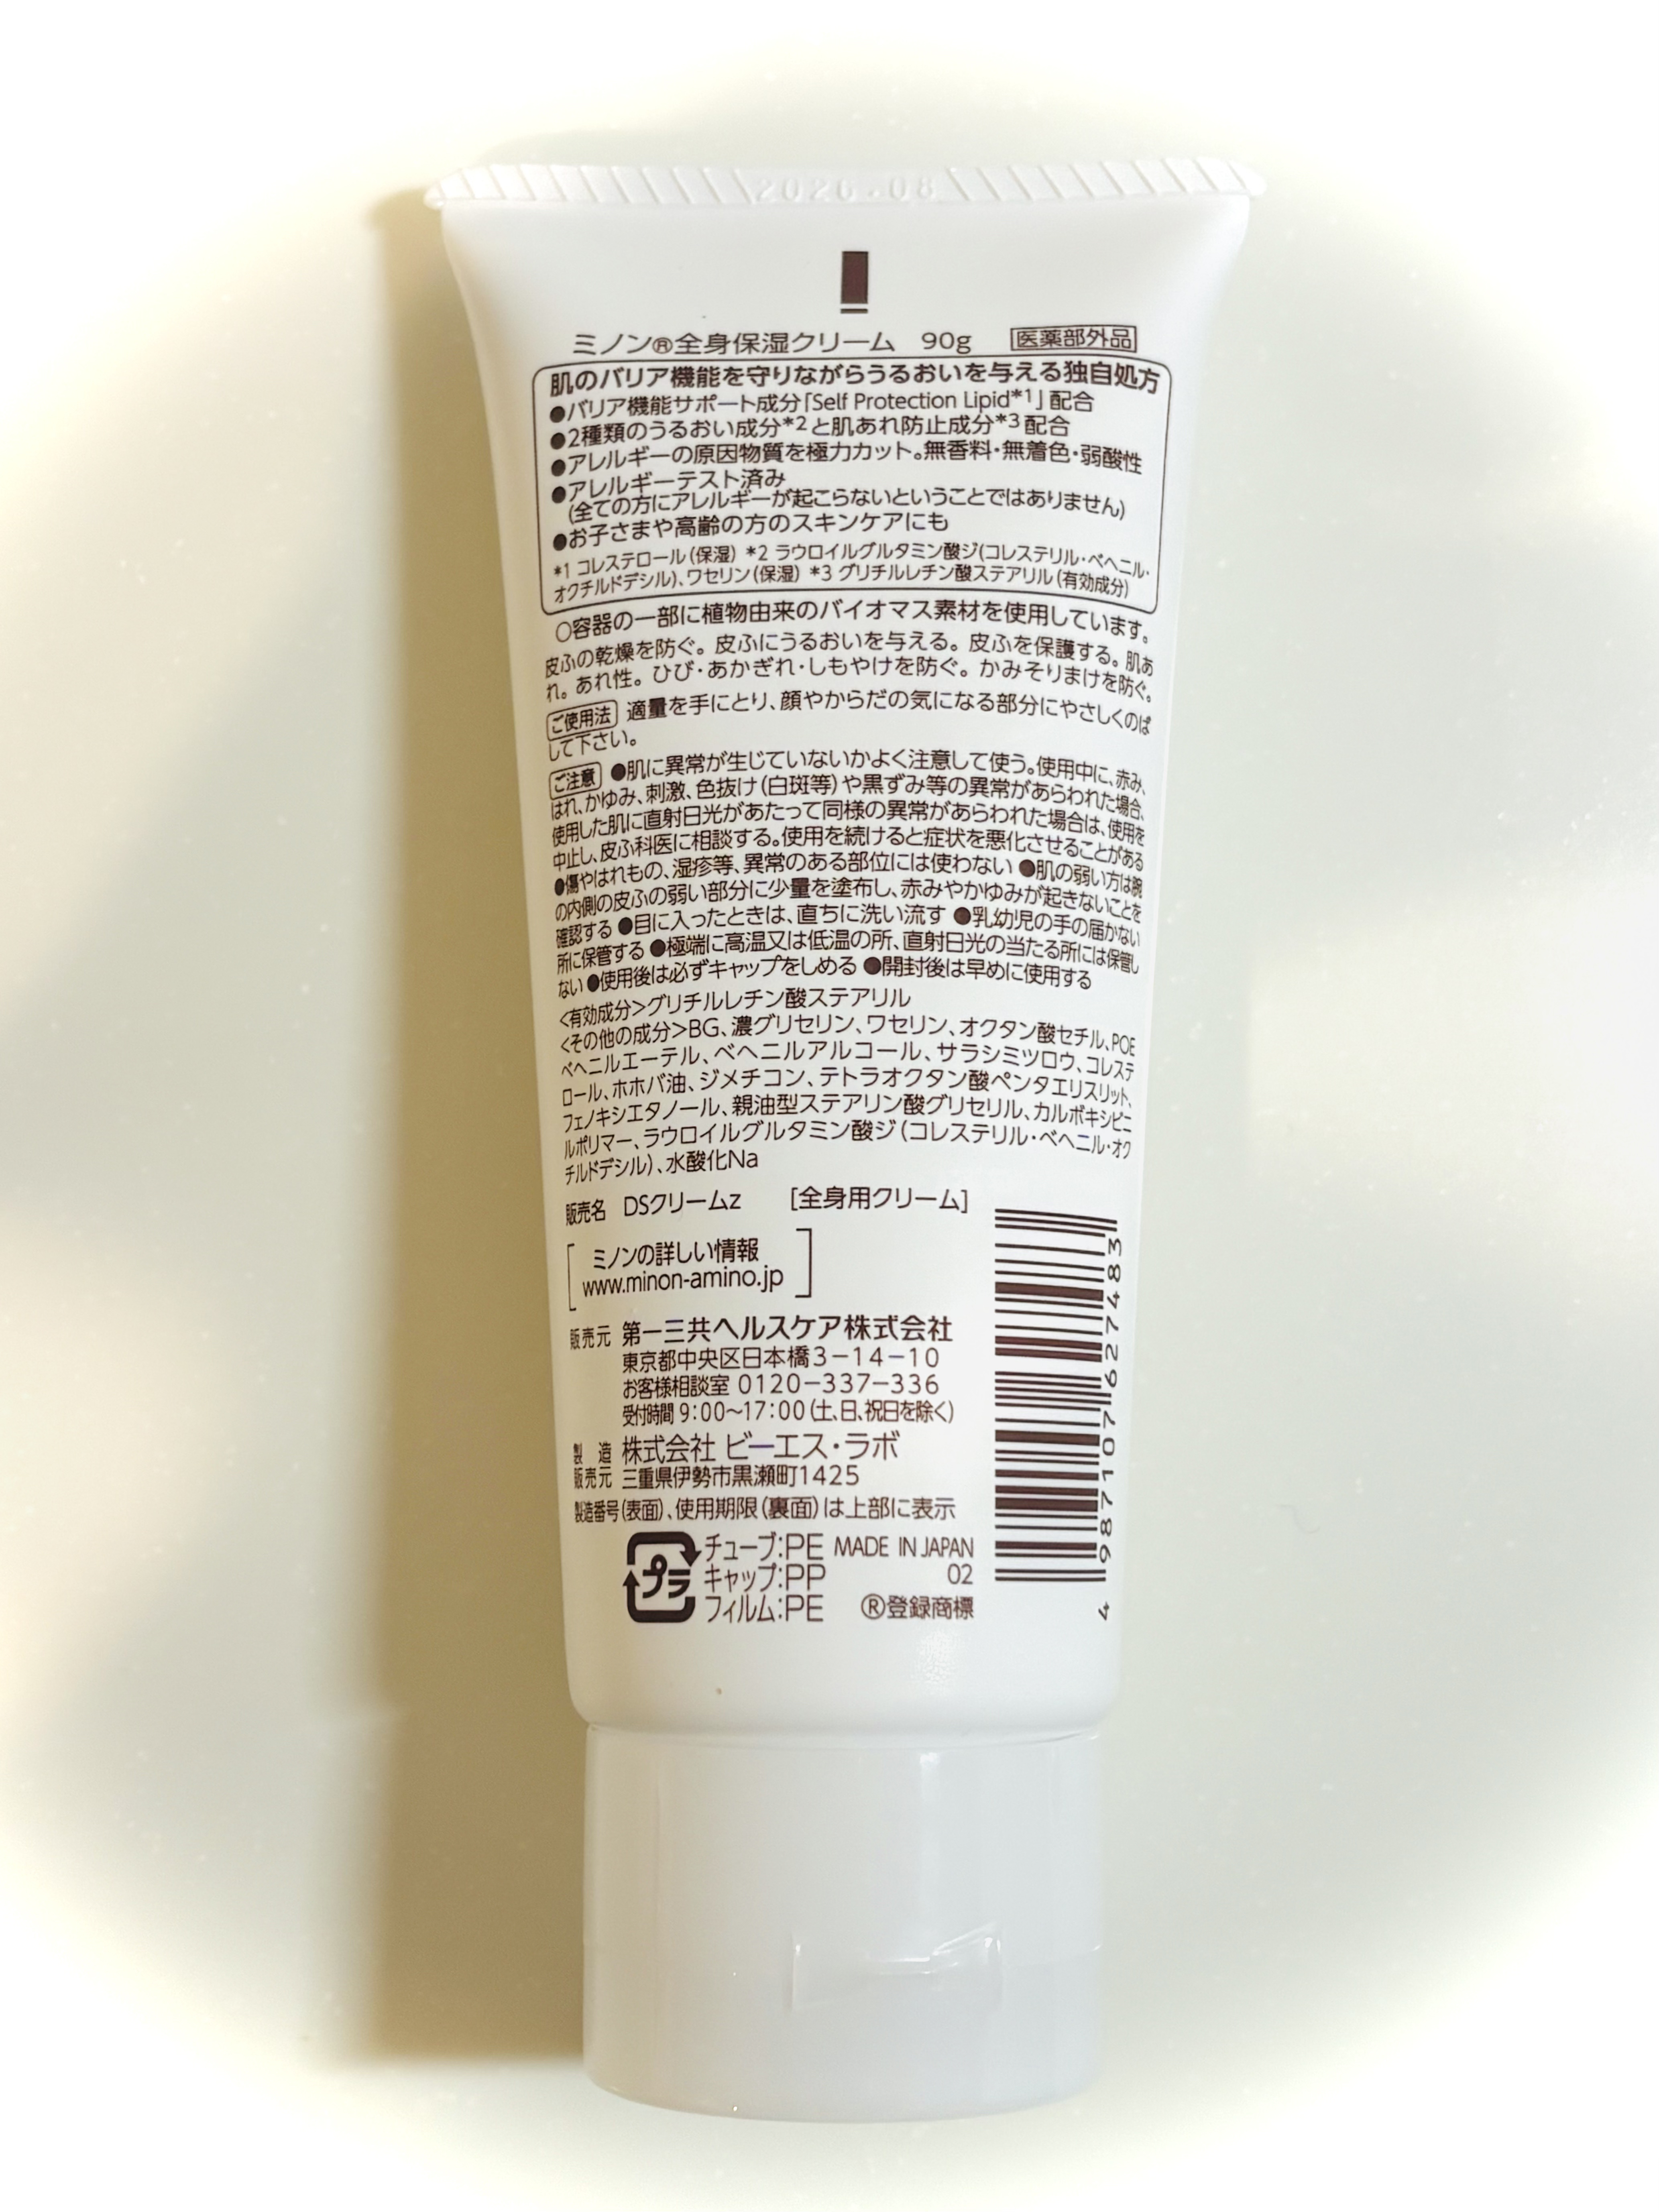 2026.08
ミノン®全身保湿クリーム 90g 医薬部外品
肌のバリア機能を守りながらうるおいを与える独自処方
●バリア機能サポート成分「Self Protection Lipid*1」配合
●2種類のうるおい成分*2と肌あれ防止成分*3配合
●アレルギーの原因物質を極力カット。無香料・無着色・弱酸性
●アレルギーテスト済み
(全ての方にアレルギーが起こらないということではありません)
●お子さまや高齢の方のスキンケアにも
*1 コレステロール(保湿) *2 ラウロイルグルタミン酸ジ(コレステリル・ベヘニル・
オクチルドデシル)、ワセリン(保湿) *3 グリチルレチン酸ステアリル(有効成分)
○容器の一部に植物由来のバイオマス素材を使用しています。
皮ふの乾燥を防ぐ。皮ふにうるおいを与える。皮ふを保護する。肌あ
れ。あれ性。ひび・あかぎれ・しもやけを防ぐ。かみそりまけを防ぐ。
ご使用法 適量を手にとり、顔やからだの気になる部分にやさしくのば
して下さい。
ご注意 ●肌に異常が生じていないかよく注意して使う。使用中に、赤み、
はれ、かゆみ、刺激、色抜け(白斑等)や黒ずみ等の異常があらわれた場合、
使用した肌に直射日光があたって同様の異常があらわれた場合は、使用を
中止し、皮ふ科医に相談する。使用を続けると症状を悪化させることがある
●傷やはれもの、湿疹等、異常のある部位には使わない ●肌の弱い方は腕
の内側の皮ふの弱い部分に少量を塗布し、赤みやかゆみが起きないことを
確認する ●目に入ったときは、直ちに洗い流す ●乳幼児の手の届かない
所に保管する ●極端に高温又は低温の所、直射日光の当たる所には保管し
ない ●使用後は必ずキャップをしめる ●開封後は早めに使用する
<有効成分>グリチルレチン酸ステアリル
<その他の成分>BG、濃グリセリン、ワセリン、オクタン酸セチル、POE
ベヘニルエーテル、ベヘニルアルコール、サラシミツロウ、コレステ
ロール、ホホバ油、ジメチコン、テトラオクタン酸ペンタエリスリット、
フェノキシエタノール、親油型ステアリン酸グリセリル、カルボキシビニ
ルポリマー、ラウロイルグルタミン酸ジ(コレステリル・ベヘニル・オク
チルドデシル)、水酸化Na
販売名 DSクリームz [全身用クリーム]
ミノンの詳しい情報
www.minon-amino.jp
販売元 第一三共ヘルスケア株式会社
東京都中央区日本橋3-14-10
お客様相談室 0120-337-336
受付時間 9:00〜17:00(土、日、祝日を除く)
製造 株式会社 ビーエス・ラボ
販売元 三重県伊勢市黒瀬町1425
製造番号(表面)、使用期限(裏面)は上部に表示
プラ
チューブ:PE MADE IN JAPAN
キャップ:PP 02
フィルム:PE ®登録商標
4 987107 627483